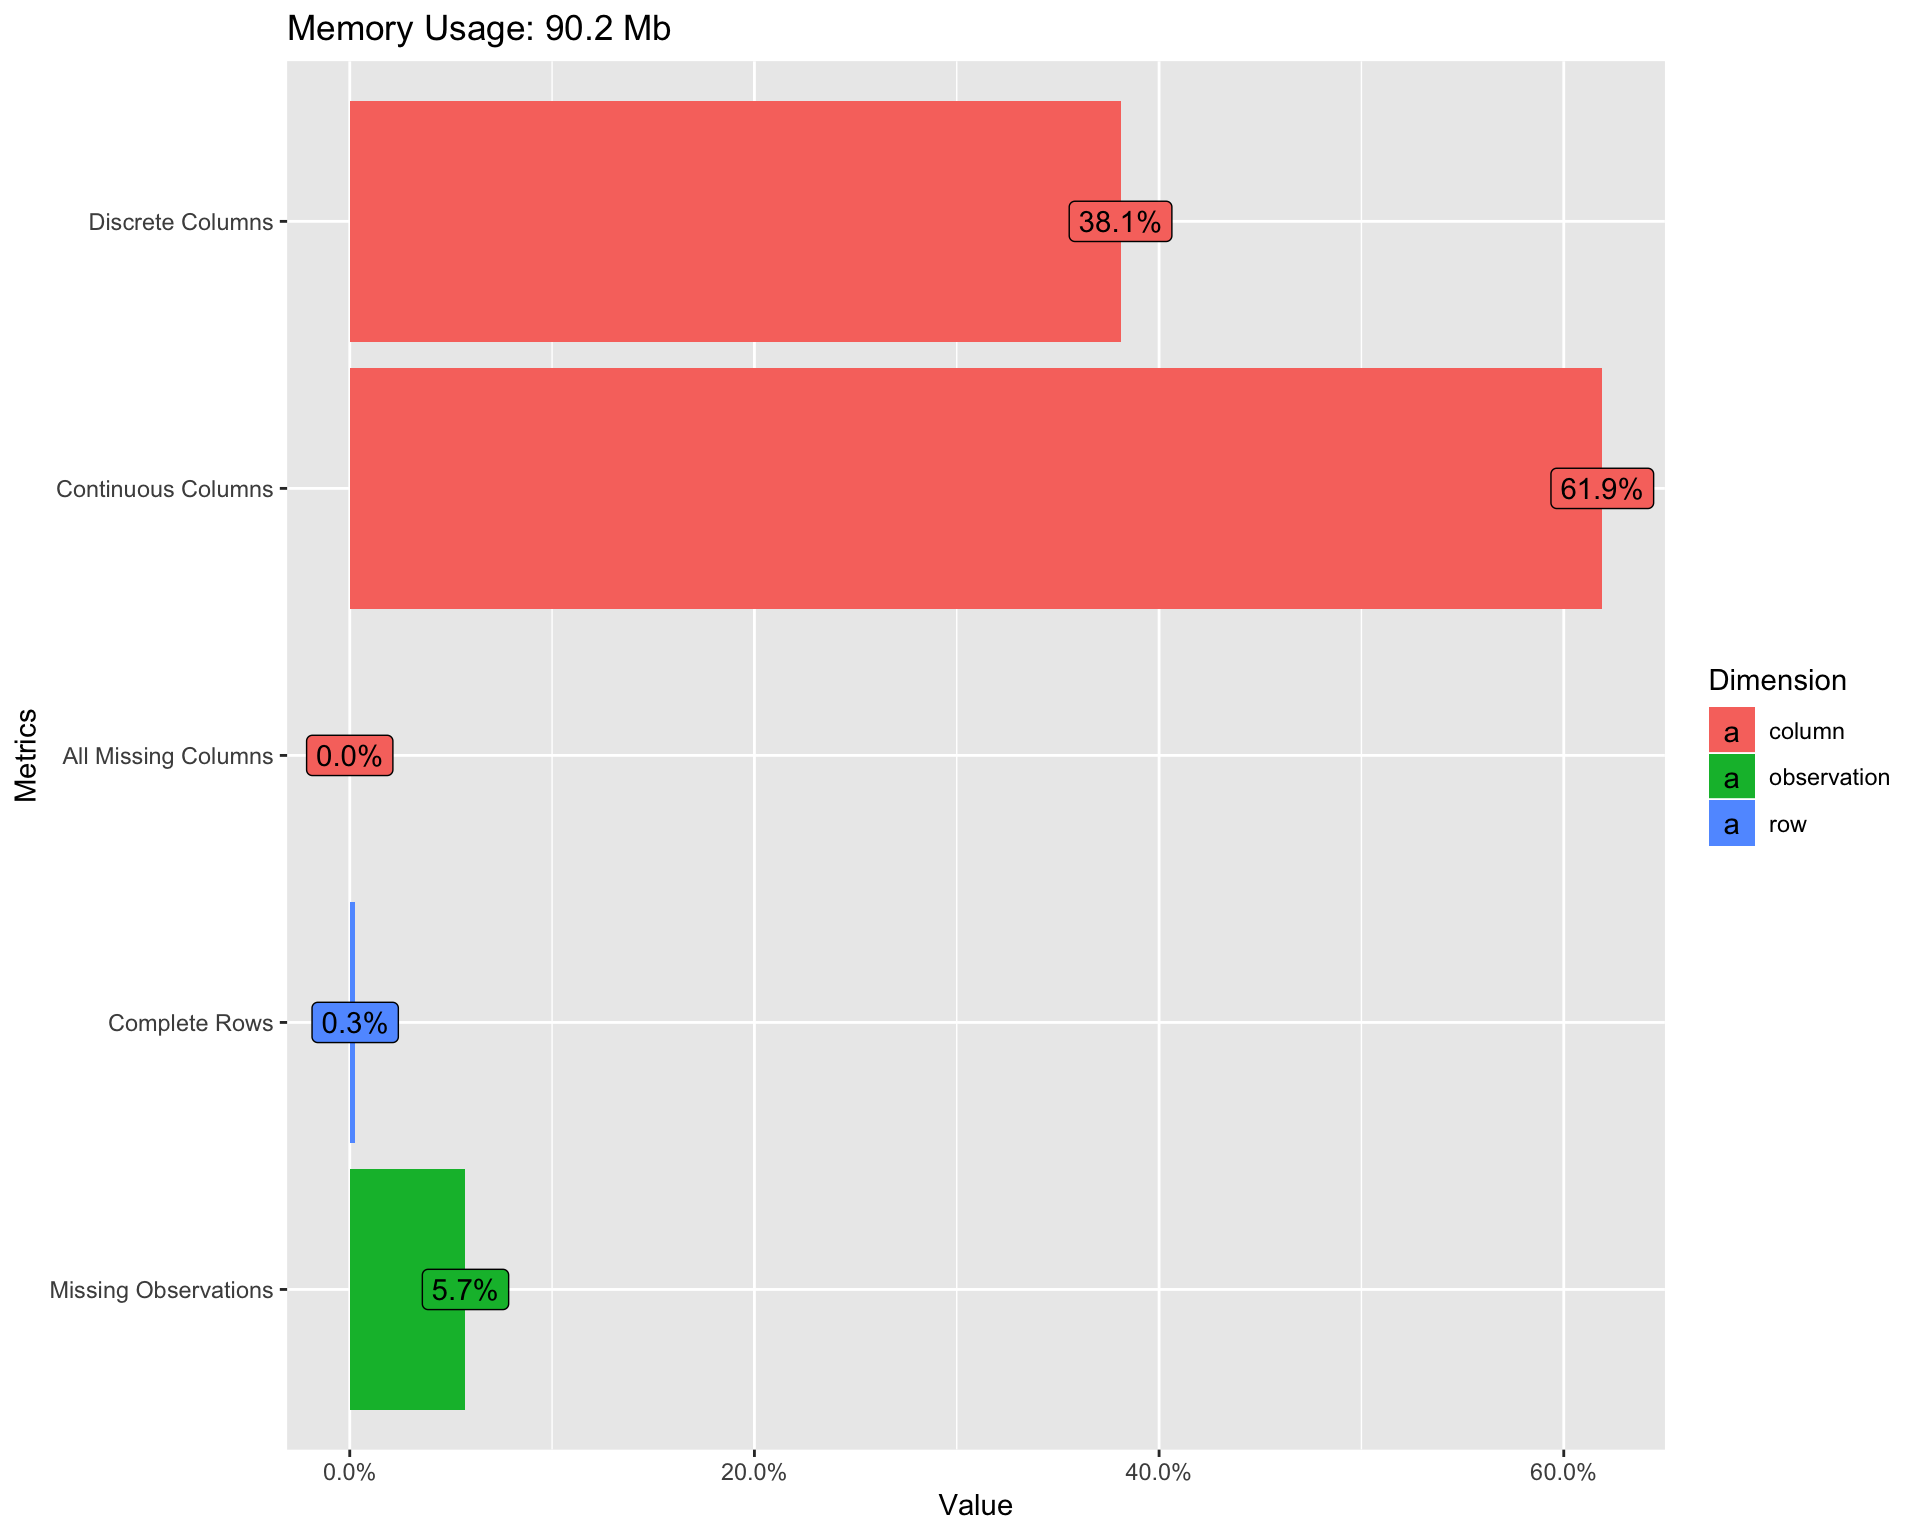 Memory Usage: 90.2 Mb
Discrete Columns
38.1%
Continuous Columns
61.9%
All Missing Columns
0.0%
Complete Rows
0.3%
Missing Observations
5.7%
Metrics
0.0%
20.0%
40.0%
60.0%
Value
Dimension
a column
a observation
a row